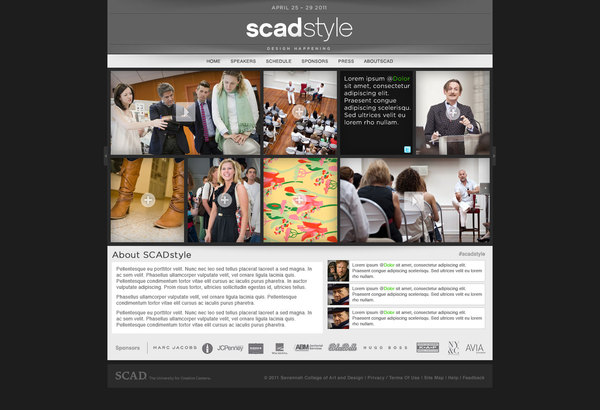 APRIL 25 – 29 2011
scadstyle
DESIGN HAPPENING
HOME SPEAKERS SCHEDULE SPONSORS PRESS ABOUTSCAD
Lorem ipsum @Dolor
sit amet, consectetur
adipiscing elit.
Praesent congue
adipiscing scelerisqu.
Sed ultrices velit eu
lorem rho nullam.
About SCADstyle
#scadstyle
Pellentesque eu porttitor velit. Nunc nec leo sed tellus placerat laoreet a sed magna. In
ac sem velit. Phasellus ullamcorper vulputate velit, vel ornare ligula iaculis quis.
Pellentesque condimentum tortor vitae elit cursus ac iaculis purus pharetra. In auctor
vulputate adipiscing. Proin risus tortor, ultricies sollicitudin egestas id, ultricies tellus.
Phasellus ullamcorper vulputate velit, vel ornare ligula iaculis quis. Pellentesque
condimentum tortor vitae elit cursus ac iaculis purus pharetra.
Pellentesque eu porttitor velit. Nunc nec leo sed tellus placerat laoreet a sed magna. In
ac sem velit. Phasellus ullamcorper vulputate velit, vel ornare ligula iaculis quis.
Pellentesque condimentum tortor vitae elit cursus ac iaculis purus pharetra.
Lorem ipsum @Dolor sit amet, consectetur adipiscing elit.
Praesent congue adipiscing scelerisqu. Sed ultrices velit eu lorem
rho nullam.
Lorem ipsum @Dolor sit amet, consectetur adipiscing elit.
Praesent congue adipiscing scelerisqu. Sed ultrices velit eu lorem
rho nullam.
Lorem ipsum @Dolor sit amet, consectetur adipiscing elit.
Praesent congue adipiscing scelerisqu. Sed ultrices velit eu lorem
rho nullam.
Sponsors MARC JACOBS JCPenney ABM HUGO BOSS AVIA
SCAD The University for Creative Careers
© 2011 Savannah College of Art and Design | Privacy / Terms Of Use | Site Map | Help | Feedback